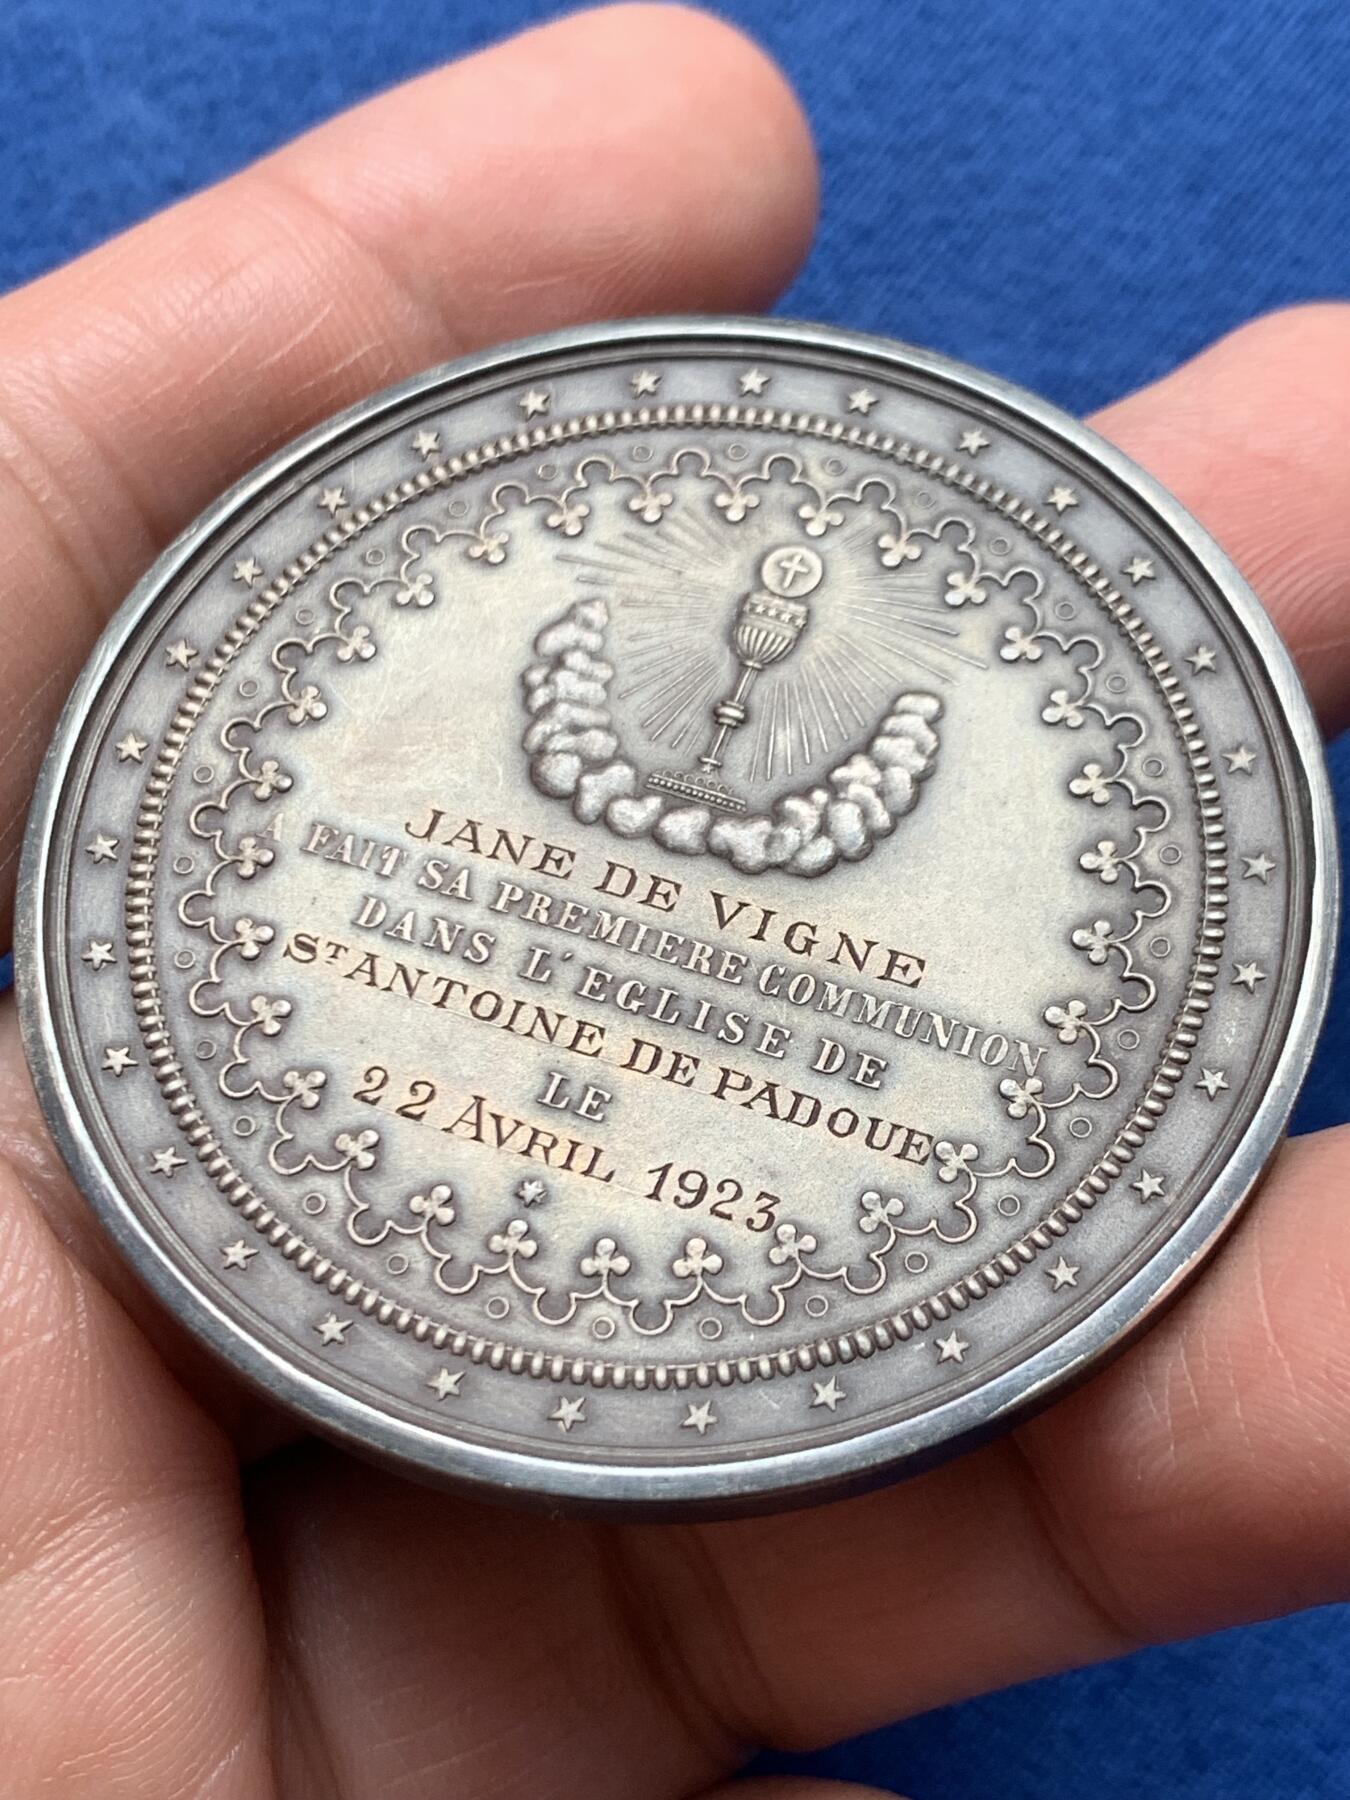 JANE DE VIGNE
A FAIT SA PREMIERE COMMUNION
DANS L'EGLISE DE
ST ANTOINE DE PADOUE
LE
22 AVRIL 1923